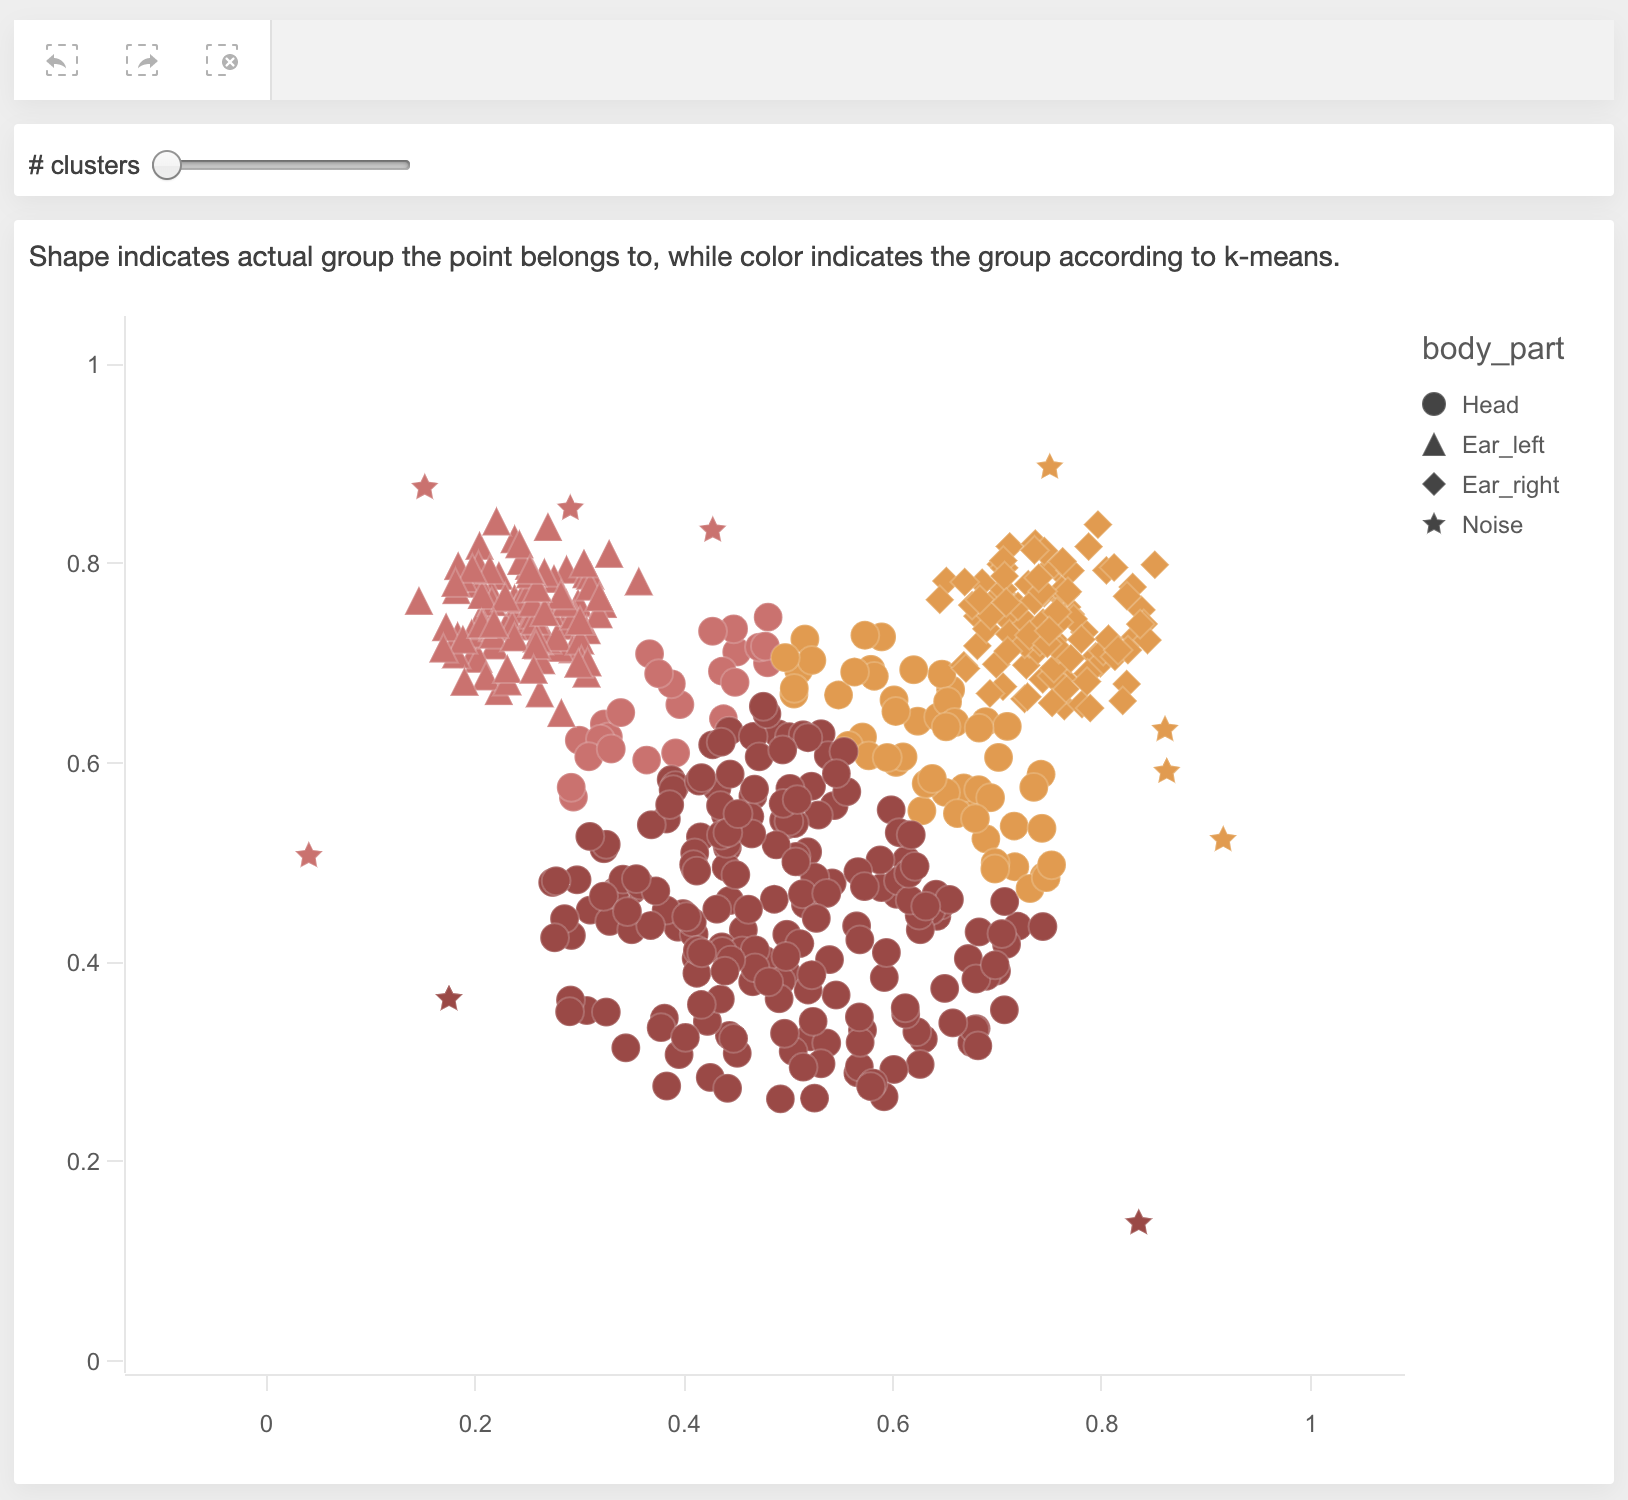 # clusters
Shape indicates actual group the point belongs to, while color indicates the group according to k-means.
body_part
Head
Ear_left
Ear_right
Noise
1
0.8
0.6
0.4
0.2
0
0 0.2 0.4 0.6 0.8 1